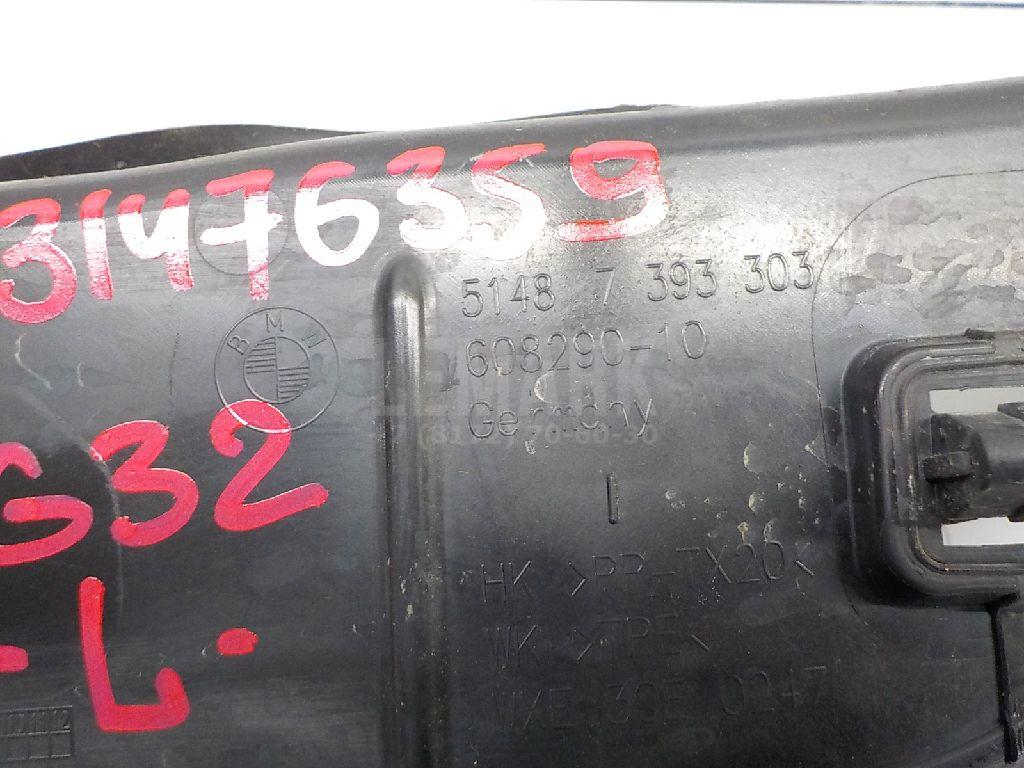 31476359
BMW
5148 7 393 303
608290-10
Germany
G32
I
HK >PP-TX20<
WK >TPE<
-L-